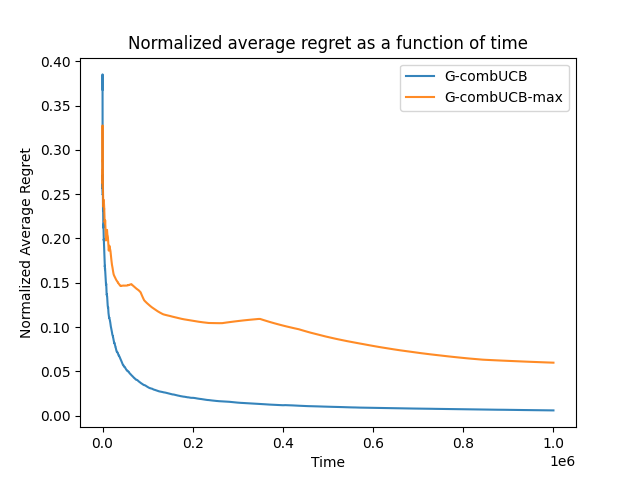 Normalized average regret as a function of time
G-combUCB
G-combUCB-max
Normalized Average Regret
0.40
0.35
0.30
0.25
0.20
0.15
0.10
0.05
0.00
0.0 0.2 0.4 0.6 0.8 1.0
1e6
Time